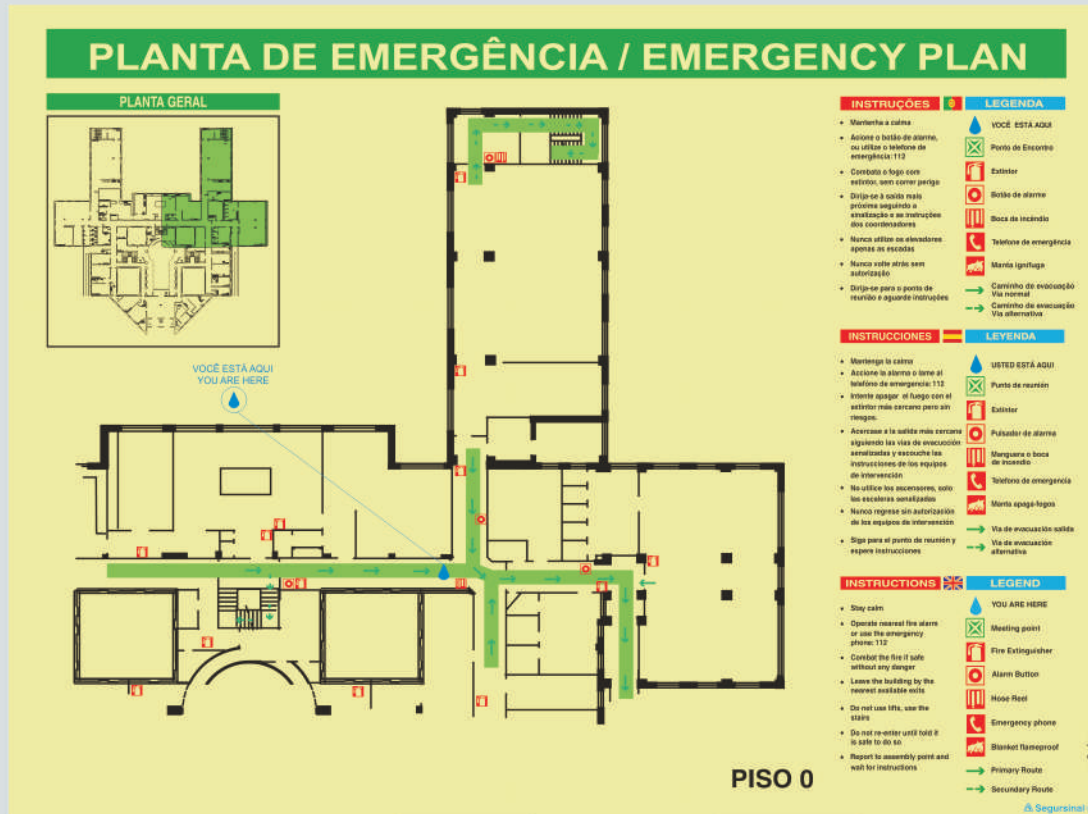 PLANTA DE EMERGÊNCIA / EMERGENCY PLAN
PLANTA GERAL
VOCÊ ESTÁ AQUI
YOU ARE HERE
PISO 0
INSTRUÇÕES
Mantenha a calma
Acione o botão de alarme,
ou utilize o telefone de
emergência: 112
Combata o fogo com
extintor, sem correr perigo
Dirija-se à saída mais
próxima seguindo a
sinalização e as instruções
dos coordenadores
Nunca utilize os elevadores
apenas as escadas
Nunca volte atrás sem
autorização
Dirija-se para o ponto de
reunião e aguarde instruções
LEGENDA
VOCÊ ESTÁ AQUI
Ponto de Encontro
Extintor
Botão de alarme
Boca de incêndio
Telefone de emergência
Manta ignífuga
Caminho de evacuação
Via normal
Caminho de evacuação
Via alternativa
INSTRUCCIONES
Mantenga la calma
Accione la alarma o lame al
telefóno de emergencia: 112
Intente apagar el fuego con el
extintor más cercano pero sin
riesgos.
Acercase a la salida más cercana
siguiendo las vias de evacucción
senalizadas y escouche las
instrucciones de los equipos
de intervención
No utilice los ascensores, solo
las escaleras senalizadas
Nunco regrese sin autorización
de los equipos de intervención
Siga para el punto de reunión y
espere instrucciones
LEYENDA
USTED ESTÁ AQUI
Punto de reunión
Extintor
Pulsador de alarma
Manguera o boca
de incendio
Telefono de emergencia
Manta apaga-fogos
Via de evacuación salida
Via de evacuación
alternativa
INSTRUCTIONS
Stay calm
Operate nearest fire alarm
or use the emergency
phone: 112
Combat the fire if safe
without any danger
Leave the building by the
nearest available exits
Do not use lifts, use the
stairs
Do not re-enter until told it
is safe to do so
Report to assembly point and
wait for instructions
LEGEND
YOU ARE HERE
Meeting point
Fire Extinguisher
Alarm Button
Hose Reel
Emergency phone
Blanket flameproof
Primary Route
Secundary Route
Segursinal